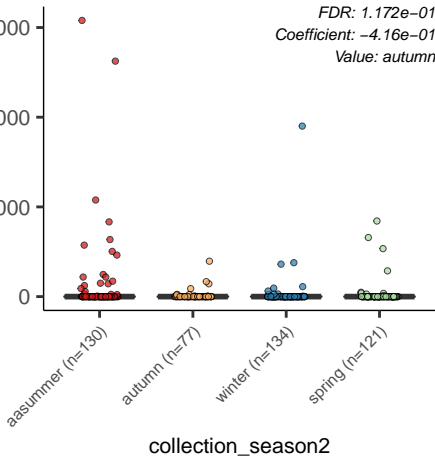 FDR: 1.172e−01
Coefficient: −4.16e−01
Value: autumn
000
000
000
0
aasummer (n=130)
autumn (n=77)
winter (n=134)
spring (n=121)
collection_season2